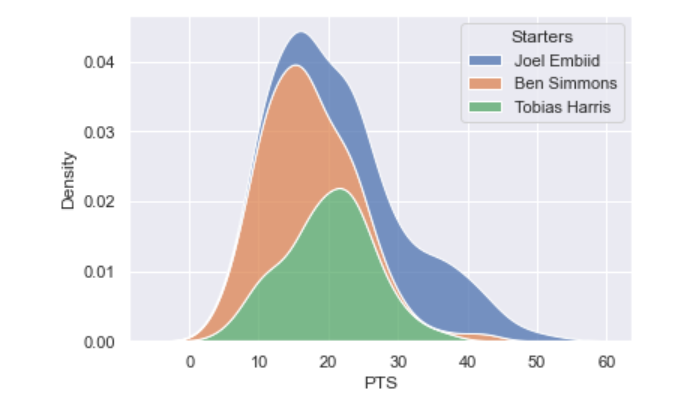 Starters
Joel Embiid
Ben Simmons
Tobias Harris
0.04
0.03
0.02
0.01
0.00
Density
0 10 20 30 40 50 60
PTS